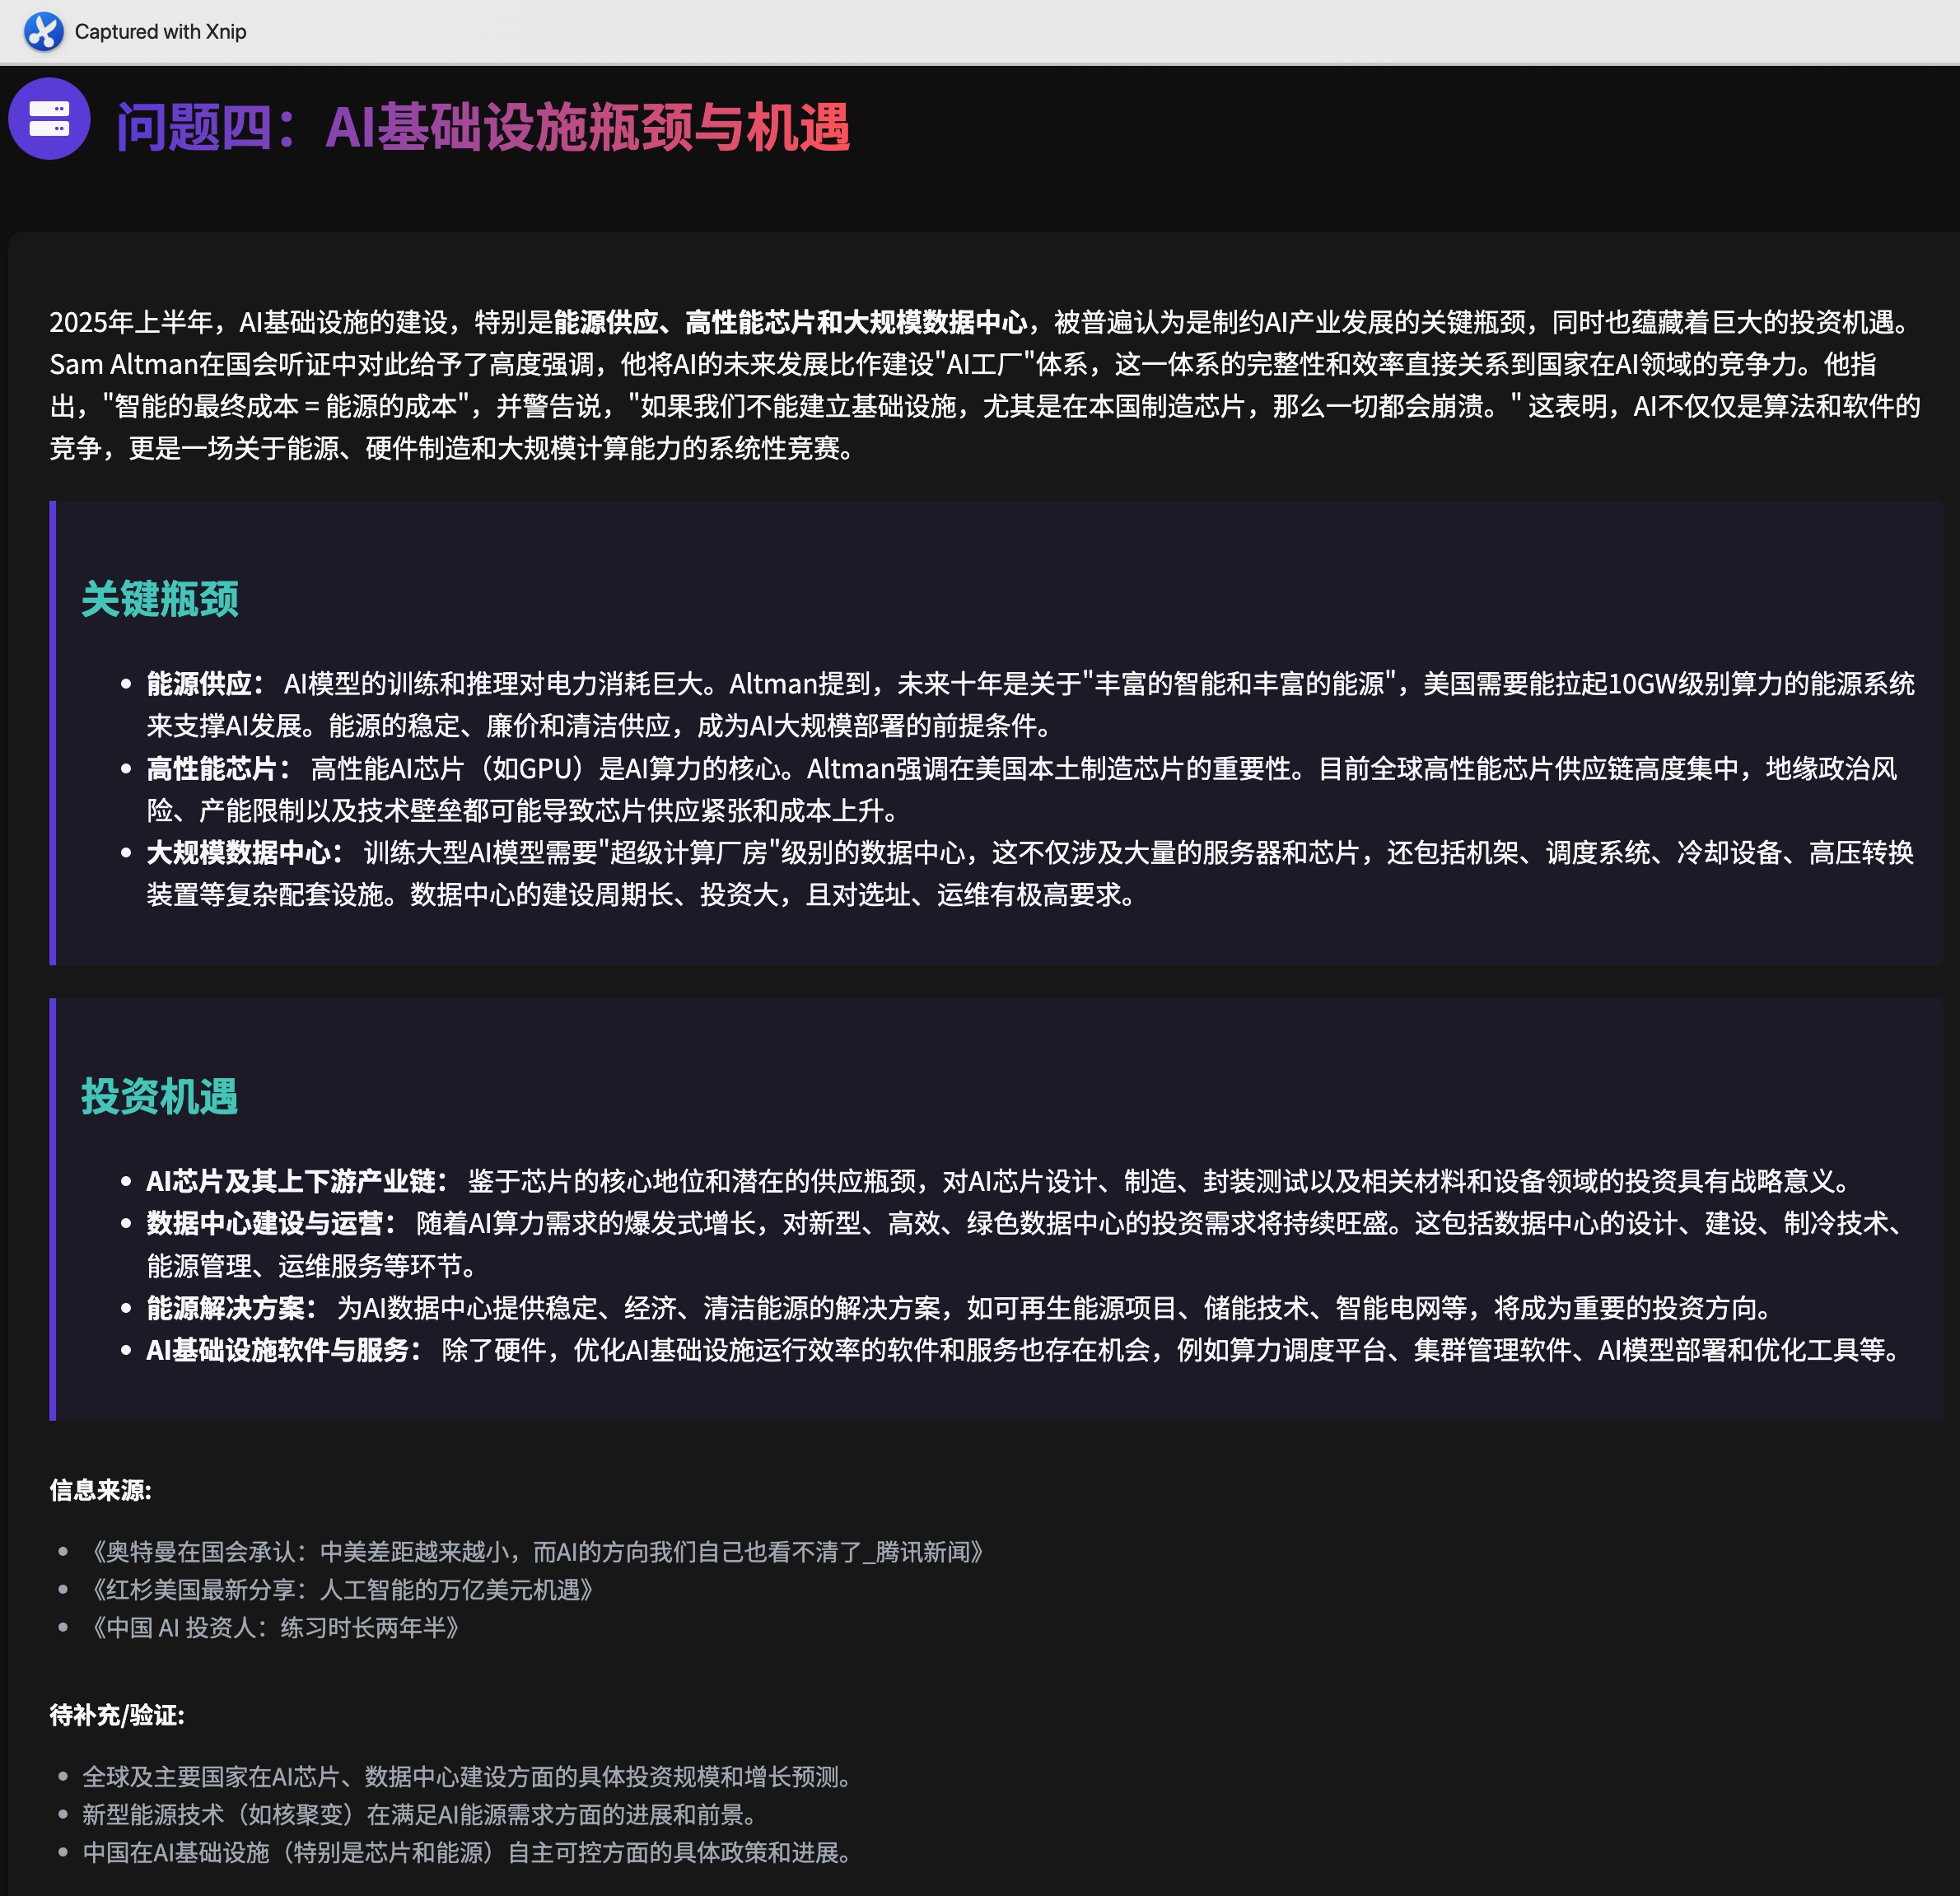 Captured with Xnip
问题四：AI基础设施瓶颈与机遇
2025年上半年，AI基础设施的建设，特别是能源供应、高性能芯片和大规模数据中心，被普遍认为是制约AI产业发展的关键瓶颈，同时也蕴藏着巨大的投资机遇。
Sam Altman在国会听证中对此给予了高度强调，他将AI的未来发展比作建设"AI工厂"体系，这一体系的完整性和效率直接关系到国家在AI领域的竞争力。他指
出，"智能的最终成本 = 能源的成本"，并警告说，"如果我们不能建立基础设施，尤其是在本国制造芯片，那么一切都会崩溃。" 这表明，AI不仅仅是算法和软件的
竞争，更是一场关于能源、硬件制造和大规模计算能力的系统性竞赛。
关键瓶颈
• 能源供应： AI模型的训练和推理对电力消耗巨大。Altman提到，未来十年是关于"丰富的智能和丰富的能源"，美国需要能拉起10GW级别算力的能源系统
来支撑AI发展。能源的稳定、廉价和清洁供应，成为AI大规模部署的前提条件。
• 高性能芯片： 高性能AI芯片（如GPU）是AI算力的核心。Altman强调在美国本土制造芯片的重要性。目前全球高性能芯片供应链高度集中，地缘政治风
险、产能限制以及技术壁垒都可能导致芯片供应紧张和成本上升。
• 大规模数据中心： 训练大型AI模型需要"超级计算厂房"级别的数据中心，这不仅涉及大量的服务器和芯片，还包括机架、调度系统、冷却设备、高压转换
装置等复杂配套设施。数据中心的建设周期长、投资大，且对选址、运维有极高要求。
投资机遇
• AI芯片及其上下游产业链： 鉴于芯片的核心地位和潜在的供应瓶颈，对AI芯片设计、制造、封装测试以及相关材料和设备领域的投资具有战略意义。
• 数据中心建设与运营： 随着AI算力需求的爆发式增长，对新型、高效、绿色数据中心的投资需求将持续旺盛。这包括数据中心的设计、建设、制冷技术、
能源管理、运维服务等环节。
• 能源解决方案： 为AI数据中心提供稳定、经济、清洁能源的解决方案，如可再生能源项目、储能技术、智能电网等，将成为重要的投资方向。
• AI基础设施软件与服务： 除了硬件，优化AI基础设施运行效率的软件和服务也存在机会，例如算力调度平台、集群管理软件、AI模型部署和优化工具等。
信息来源:
• 《奥特曼在国会承认：中美差距越来越小，而AI的方向我们自己也看不清了_腾讯新闻》
• 《红杉美国最新分享：人工智能的万亿美元机遇》
• 《中国 AI 投资人：练习时长两年半》
待补充/验证:
• 全球及主要国家在AI芯片、数据中心建设方面的具体投资规模和增长预测。
• 新型能源技术（如核聚变）在满足AI能源需求方面的进展和前景。
• 中国在AI基础设施（特别是芯片和能源）自主可控方面的具体政策和进展。